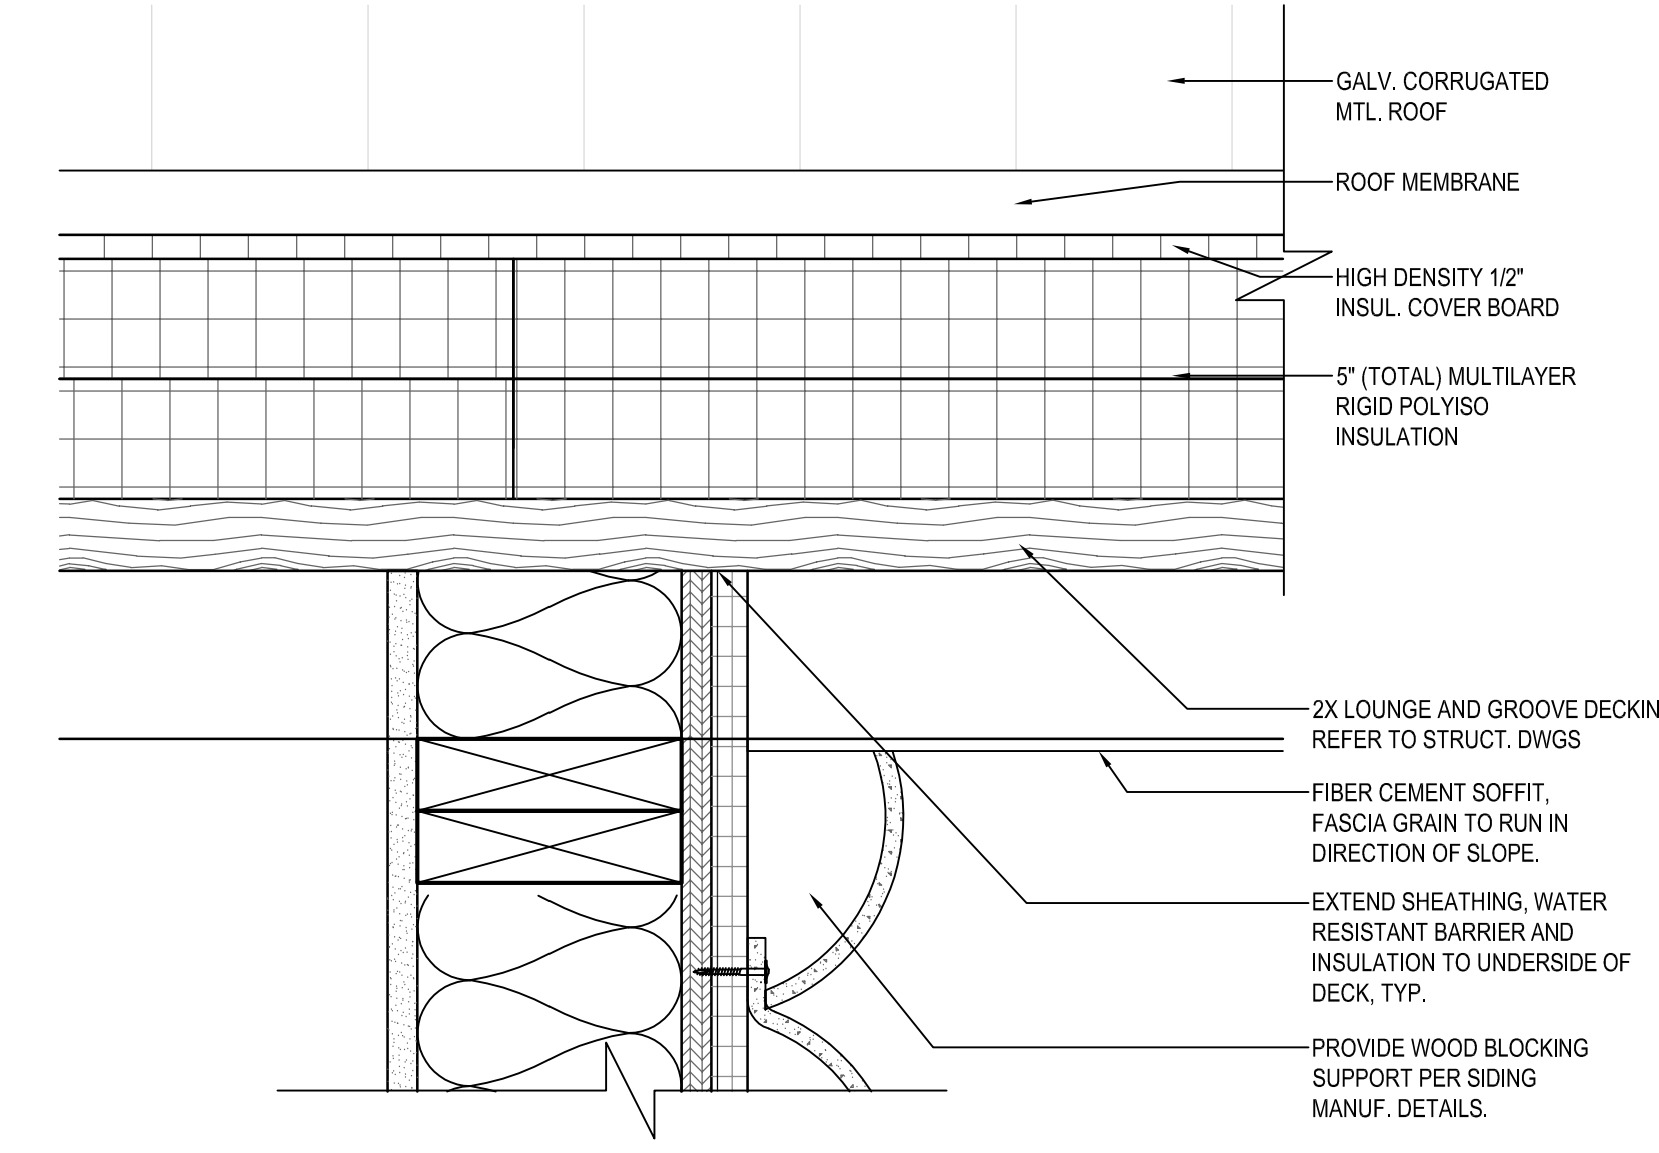 GALV. CORRUGATED
MTL. ROOF
ROOF MEMBRANE
HIGH DENSITY 1/2"
INSUL. COVER BOARD
5" (TOTAL) MULTILAYER
RIGID POLYISO
INSULATION
2X LOUNGE AND GROOVE DECKIN
REFER TO STRUCT. DWGS
FIBER CEMENT SOFFIT,
FASCIA GRAIN TO RUN IN
DIRECTION OF SLOPE.
EXTEND SHEATHING, WATER
RESISTANT BARRIER AND
INSULATION TO UNDERSIDE OF
DECK, TYP.
PROVIDE WOOD BLOCKING
SUPPORT PER SIDING
MANUF. DETAILS.